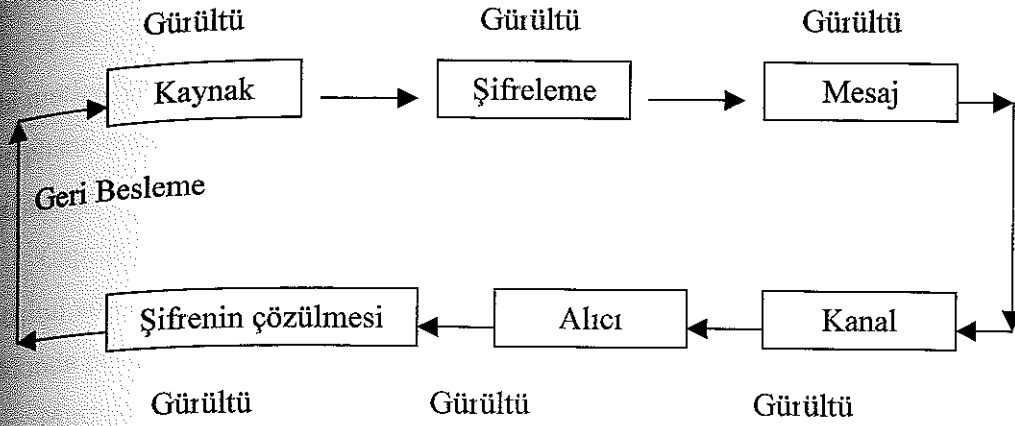 Gürültü Gürültü Gürültü
Kaynak Şifreleme Mesaj
Geri Besleme
Şifrenin çözülmesi Alıcı Kanal
Gürültü Gürültü Gürültü